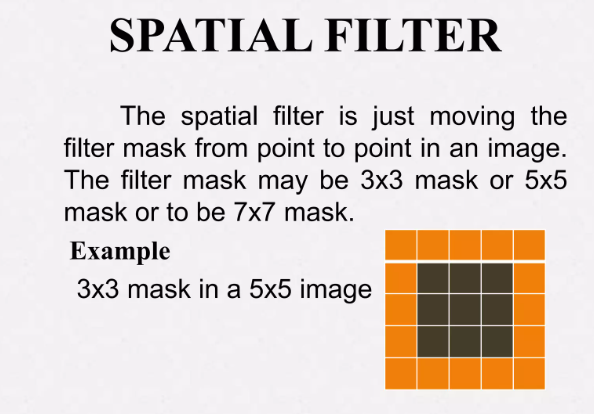 SPATIAL FILTER
The spatial filter is just moving the
filter mask from point to point in an image.
The filter mask may be 3x3 mask or 5x5
mask or to be 7x7 mask.
Example
3x3 mask in a 5x5 image